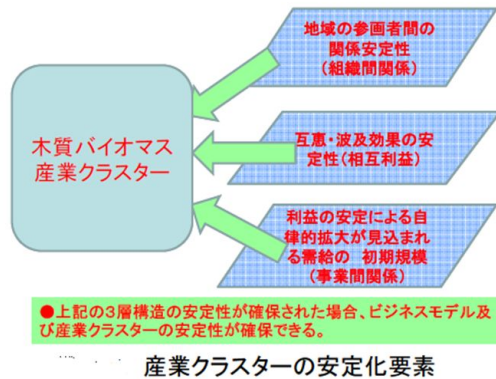 地域の参画者間の
関係安定性
(組織間関係)
木質バイオマス
産業クラスター
互恵・波及効果の安
定性(相互利益)
利益の安定による自
律的拡大が見込まれ
る需給の 初期規模
(事業間関係)
●上記の3層構造の安定性が確保された場合、ビジネスモデル及
び産業クラスターの安定性が確保できる。
産業クラスターの安定化要素